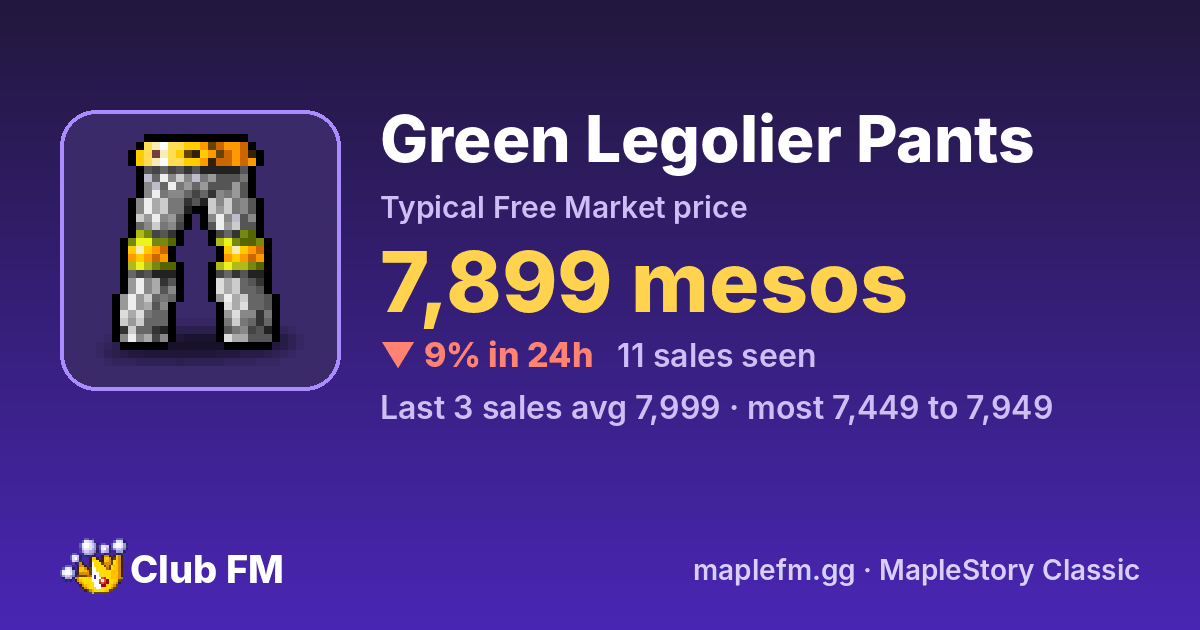 Green Legolier Pants
Typical Free Market price
7,899 mesos
▼ 9% in 24h 11 sales seen
Last 3 sales avg 7,999 · most 7,449 to 7,949
Club FM
maplefm.gg · MapleStory Classic